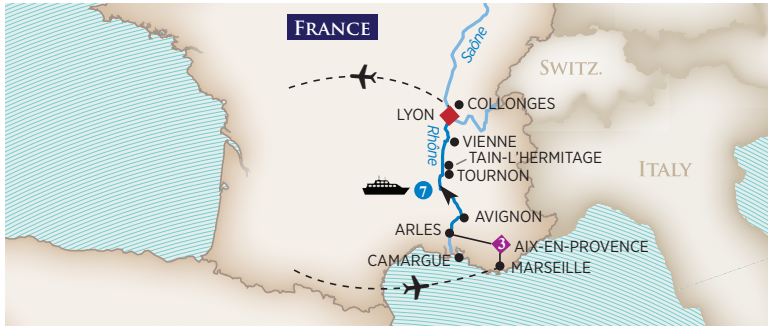 FRANCE
Saône
SWITZ.
COLLONGES
LYON
Rhône
VIENNE
TAIN-L'HERMITAGE
ITALY
TOURNON
7
AVIGNON
ARLES
3
AIX-EN-PROVENCE
CAMARGUE
MARSEILLE